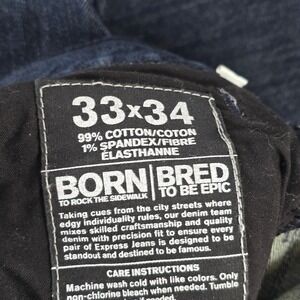 33x34
99% COTTON/COTON
1% SPANDEX/FIBRE
ÉLASTHANNE
BORN BRED
TO ROCK THE SIDEWALK TO BE EPIC
Taking cues from the city streets where
edgy individuality rules, our denim team
mixes skilled craftsmanship and quality
denim with precision fit to ensure every
pair of Express Jeans is designed to be
standout and destined to be famous.
CARE INSTRUCTIONS
Machine wash cold with like colors. Only
non-chlorine bleach when needed. Tumble
if needed.